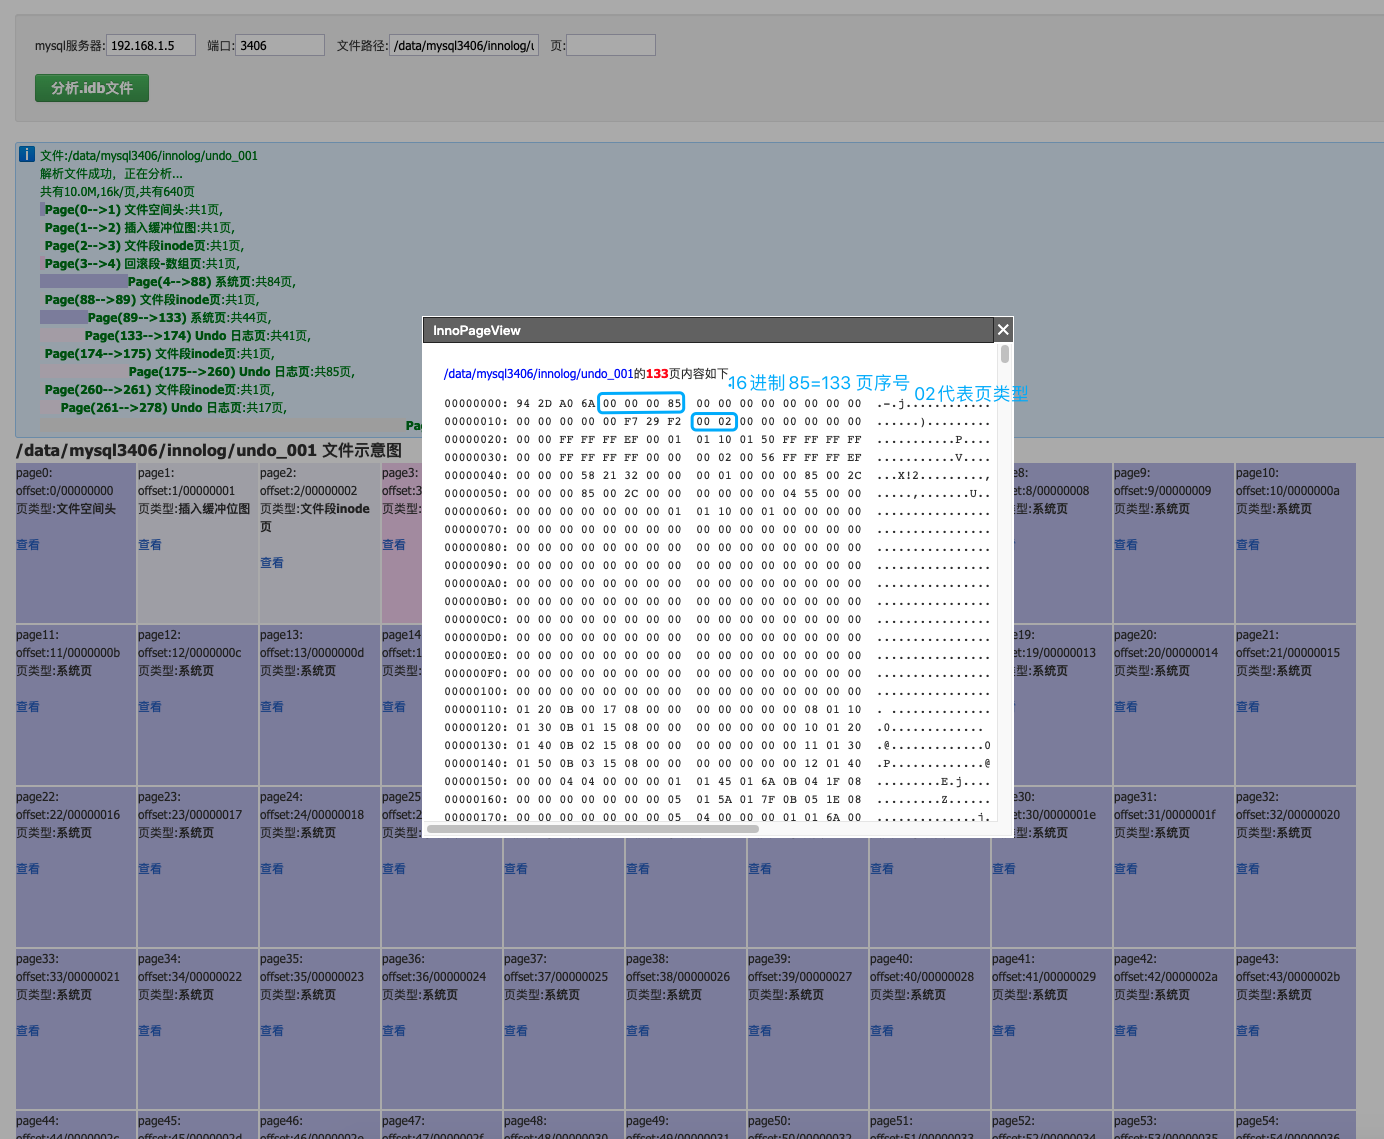 mysql服务器: 192.168.1.5 端口: 3406 文件路径: /data/mysql3406/innolog/u 页:
分析.idb文件
文件:/data/mysql3406/innolog/undo_001
解析文件成功，正在分析...
共有10.0M,16k/页,共有640页
Page(0-->1) 文件空间头:共1页,
Page(1-->2) 插入缓冲位图:共1页,
Page(2-->3) 文件段inode页:共1页,
Page(3-->4) 回滚段-数组页:共1页,
Page(4-->88) 系统页:共84页,
Page(88-->89) 文件段inode页:共1页,
Page(89-->133) 系统页:共44页,
Page(133-->174) Undo 日志页:共41页,
Page(174-->175) 文件段inode页:共1页,
Page(175-->260) Undo 日志页:共85页,
Page(260-->261) 文件段inode页:共1页,
Page(261-->278) Undo 日志页:共17页,
Pa
InnoPageView
/data/mysql3406/innolog/undo_001的133页内容如下
16进制 85=133 页序号
02代表页类型
00000000: 94 2D A0 6A 00 00 00 85 00 00 00 00 00 00 00 00 .-.j............
00000010: 00 00 00 00 00 F7 29 F2 00 02 00 00 00 00 00 00 ......).........
00000020: 00 00 FF FF FF EF 00 01 01 10 01 50 FF FF FF FF ...........P....
00000030: 00 00 FF FF FF EF 00 00 00 02 00 56 FF FF FF EF ...........V....
00000040: 00 00 00 58 21 32 00 00 00 01 00 00 00 85 00 2C ...X!2.........,
00000050: 00 00 00 85 00 2C 00 00 00 00 00 00 04 55 00 00 .....,.......U..
00000060: 00 00 00 00 00 00 00 01 01 10 00 01 00 00 00 00 ................
00000070: 00 00 00 00 00 00 00 00 00 00 00 00 00 00 00 00 ................
00000080: 00 00 00 00 00 00 00 00 00 00 00 00 00 00 00 00 ................
00000090: 00 00 00 00 00 00 00 00 00 00 00 00 00 00 00 00 ................
000000A0: 00 00 00 00 00 00 00 00 00 00 00 00 00 00 00 00 ................
000000B0: 00 00 00 00 00 00 00 00 00 00 00 00 00 00 00 00 ................
000000C0: 00 00 00 00 00 00 00 00 00 00 00 00 00 00 00 00 ................
000000D0: 00 00 00 00 00 00 00 00 00 00 00 00 00 00 00 00 ................
000000E0: 00 00 00 00 00 00 00 00 00 00 00 00 00 00 00 00 ................
000000F0: 00 00 00 00 00 00 00 00 00 00 00 00 00 00 00 00 ................
00000100: 00 00 00 00 00 00 00 00 00 00 00 00 00 00 00 00 ................
00000110: 01 20 0B 00 17 08 00 00 00 00 00 00 00 08 01 10 . ..............
00000120: 01 30 0B 01 15 08 00 00 00 00 00 00 00 10 01 20 .0.............
00000130: 01 40 0B 02 15 08 00 00 00 00 00 00 00 11 01 30 .@.............0
00000140: 01 50 0B 03 15 08 00 00 00 00 00 00 00 12 01 40 .P.............@
00000150: 00 00 04 04 00 00 00 01 01 45 01 6A 0B 04 1F 08 .........E.j....
00000160: 00 00 00 00 00 00 00 05 01 5A 01 7F 0B 05 1E 08 .........Z......
00000170: 00 00 00 00 00 00 00 05 04 00 00 00 01 01 6A 00 ..............j.
/data/mysql3406/innolog/undo_001 文件示意图
page0: page1: page2: page3: e8: page9: page10:
offset:0/00000000 offset:1/00000001 offset:2/00000002 offset:3 :8/00000008 offset:9/00000009 offset:10/0000000a
页类型:文件空间头 页类型:插入缓冲位图 页类型:文件段inode页 页类型: :系统页 页类型:系统页 页类型:系统页
查看 查看 查看 查看 查看 查看
page11: page12: page13: page14 e19: page20: page21:
offset:11/0000000b offset:12/0000000c offset:13/0000000d offset:1 :19/00000013 offset:20/00000014 offset:21/00000015
页类型:系统页 页类型:系统页 页类型:系统页 页类型: :系统页 页类型:系统页 页类型:系统页
查看 查看 查看 查看 查看 查看
page22: page23: page24: page25 e30: page31: page32:
offset:22/00000016 offset:23/00000017 offset:24/00000018 offset:2 :30/0000001e offset:31/0000001f offset:32/00000020
页类型:系统页 页类型:系统页 页类型:系统页 页类型: :系统页 页类型:系统页 页类型:系统页
查看 查看 查看 查看 查看 查看 查看 查看 查看 查看 查看
page33: page34: page35: page36: page37: page38: page39: page40: page41: page42: page43:
offset:33/00000021 offset:34/00000022 offset:35/00000023 offset:36/00000024 offset:37/00000025 offset:38/00000026 offset:39/00000027 offset:40/00000028 offset:41/00000029 offset:42/0000002a offset:43/0000002b
页类型:系统页 页类型:系统页 页类型:系统页 页类型:系统页 页类型:系统页 页类型:系统页 页类型:系统页 页类型:系统页 页类型:系统页 页类型:系统页 页类型:系统页
查看 查看 查看 查看 查看 查看 查看 查看 查看 查看 查看
page44: page45: page46: page47: page48: page49: page50: page51: page52: page53: page54:
offset:44/0000002c offset:45/0000002d offset:46/0000002e offset:47/0000002f offset:48/00000030 offset:49/00000031 offset:50/00000032 offset:51/00000033 offset:52/00000034 offset:53/00000035 offset:54/00000036